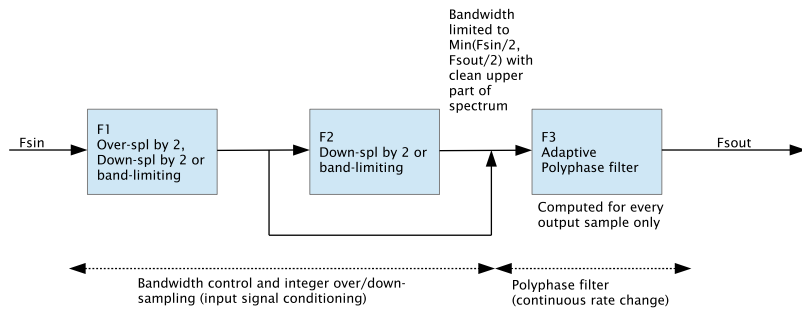 Bandwidth
limited to
Min(Fsin/2,
Fsout/2) with
clean upper
part of
spectrum
Fsin
F1
Over-spl by 2,
Down-spl by 2 or
band-limiting
F2
Down-spl by 2 or
band-limiting
F3
Adaptive
Polyphase filter
Fsout
Computed for every
output sample only
Bandwidth control and integer over/down-
sampling (input signal conditioning)
Polyphase filter
(continuous rate change)